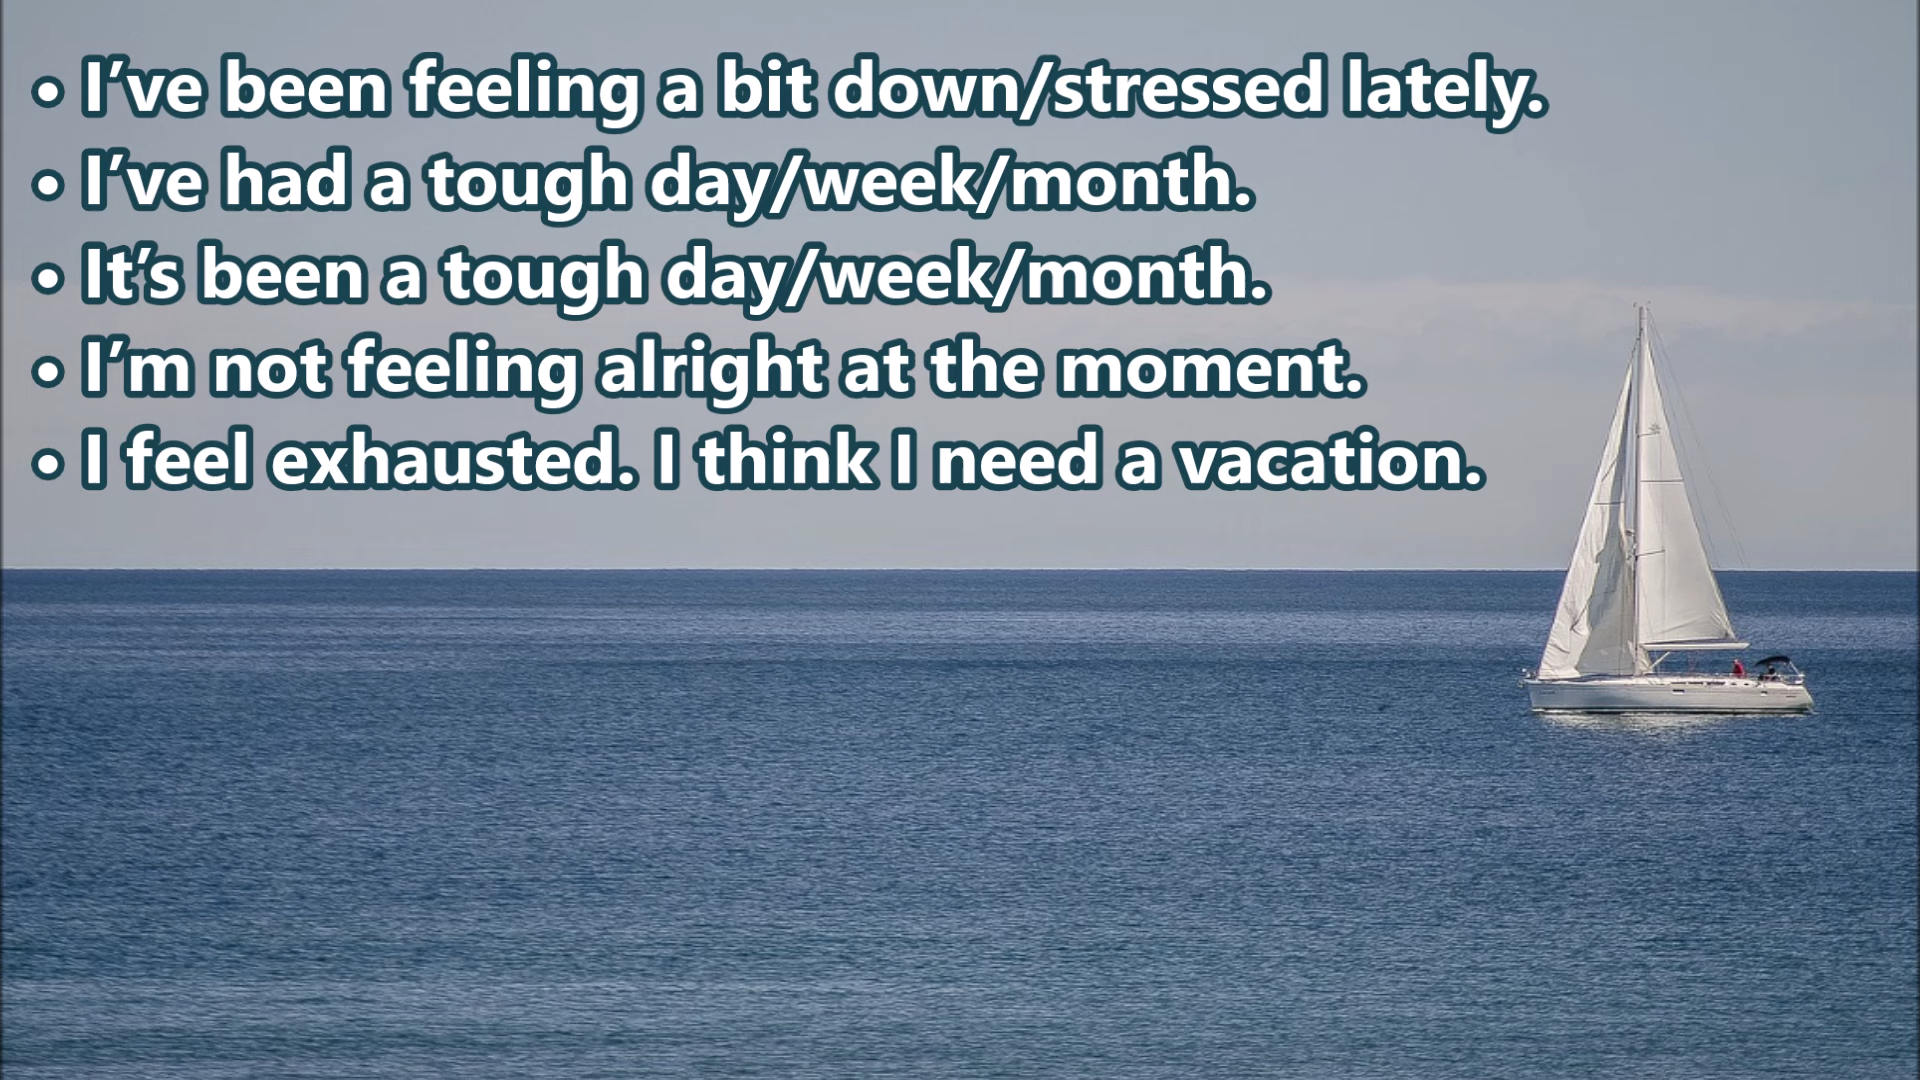 • I’ve been feeling a bit down/stressed lately.
• I’ve had a tough day/week/month.
• It’s been a tough day/week/month.
• I’m not feeling alright at the moment.
• I feel exhausted. I think I need a vacation.